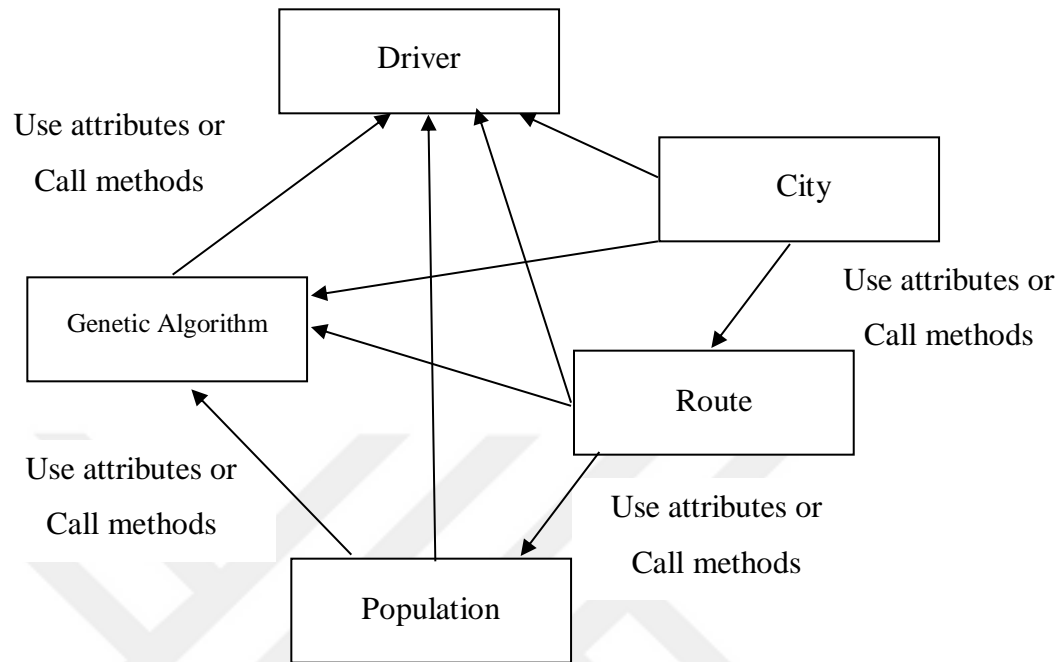 Driver
Use attributes or
Call methods
City
Use attributes or
Call methods
Genetic Algorithm
Route
Use attributes or
Call methods
Use attributes or
Call methods
Population